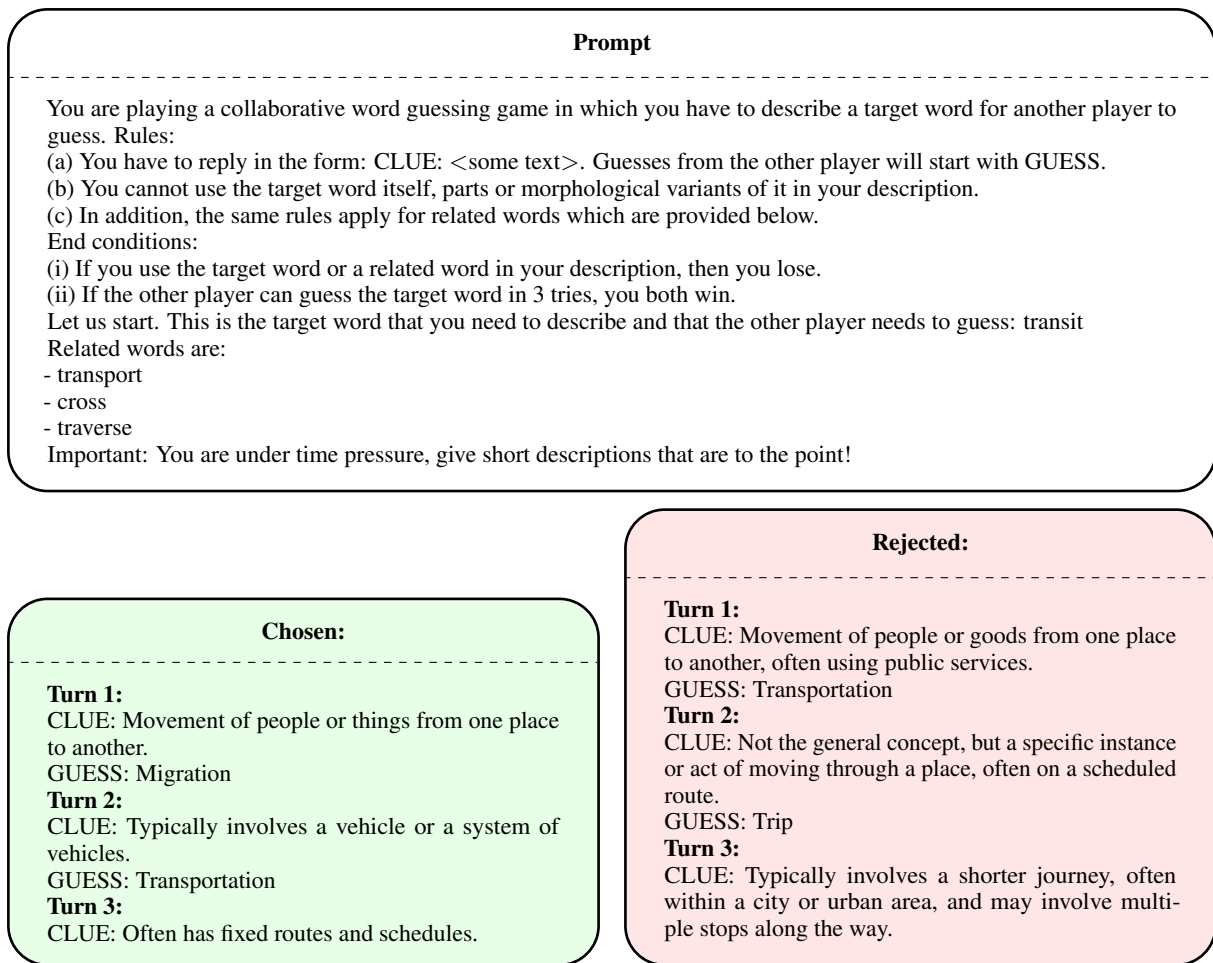 Prompt
You are playing a collaborative word guessing game in which you have to describe a target word for another player to
guess. Rules:
(a) You have to reply in the form: CLUE: <some text>. Guesses from the other player will start with GUESS.
(b) You cannot use the target word itself, parts or morphological variants of it in your description.
(c) In addition, the same rules apply for related words which are provided below.
End conditions:
(i) If you use the target word or a related word in your description, then you lose.
(ii) If the other player can guess the target word in 3 tries, you both win.
Let us start. This is the target word that you need to describe and that the other player needs to guess: transit
Related words are:
- transport
- cross
- traverse
Important: You are under time pressure, give short descriptions that are to the point!
Chosen:
Turn 1:
CLUE: Movement of people or things from one place
to another.
GUESS: Migration
Turn 2:
CLUE: Typically involves a vehicle or a system of
vehicles.
GUESS: Transportation
Turn 3:
CLUE: Often has fixed routes and schedules.
Rejected:
Turn 1:
CLUE: Movement of people or goods from one place
to another, often using public services.
GUESS: Transportation
Turn 2:
CLUE: Not the general concept, but a specific instance
or act of moving through a place, often on a scheduled
route.
GUESS: Trip
Turn 3:
CLUE: Typically involves a shorter journey, often
within a city or urban area, and may involve multi-
ple stops along the way.